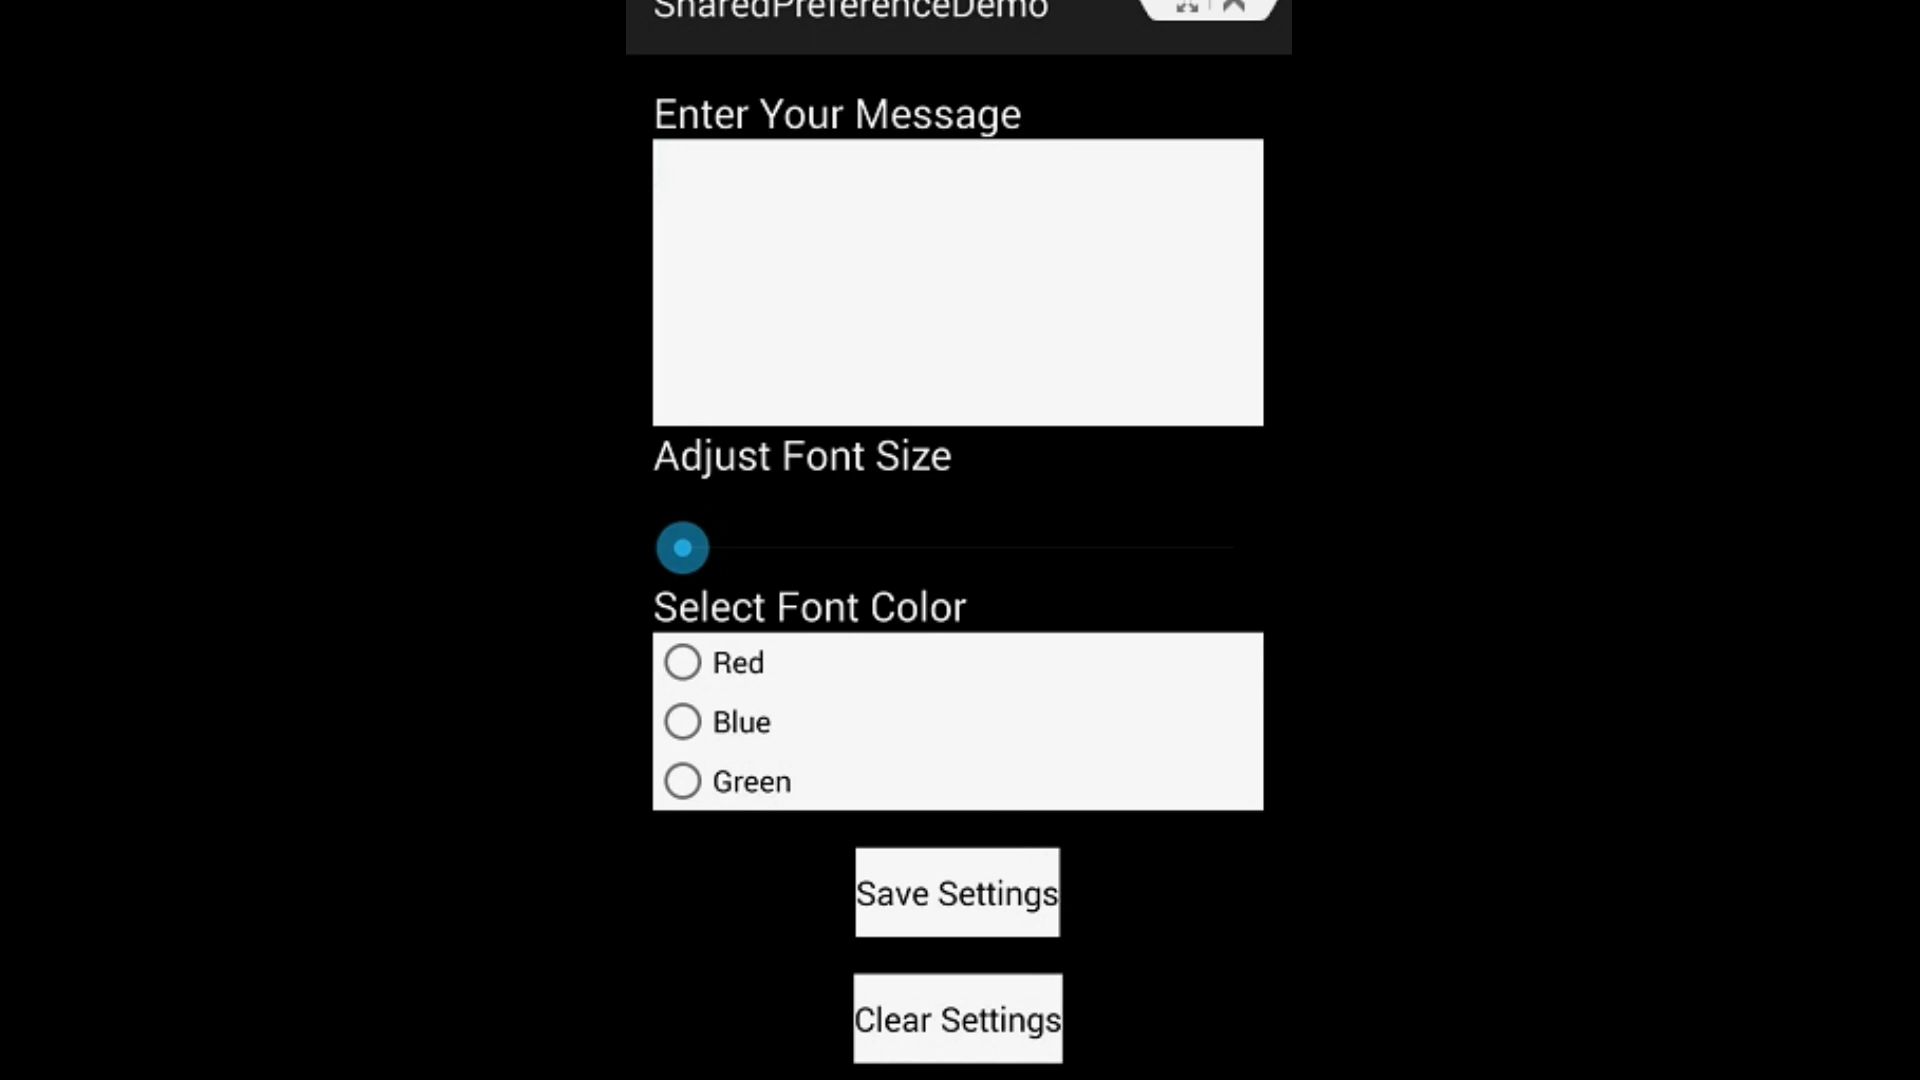 SharedPreferenceDemo
Enter Your Message
Adjust Font Size
Select Font Color
Red
Blue
Green
Save Settings
Clear Settings